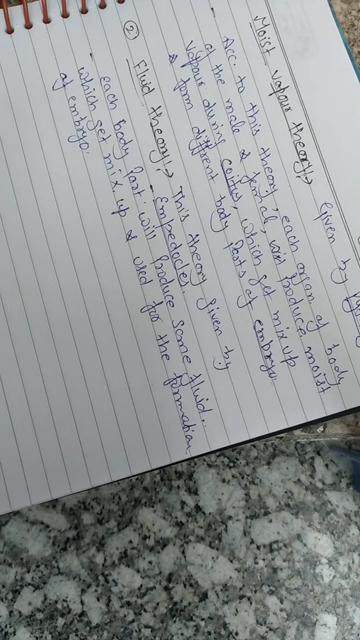 Given by
Moist vapour theory:→
Acc. to this theory, each organ of body
of the male & femal, will produce moist
vapour during coitus, which get mix up
& form different body parts of embryo.
② Fluid theory:→ This theory given by
- Empedocles.
each body part will produce some fluid.
- which get mix up & used for the formation
of embryo.